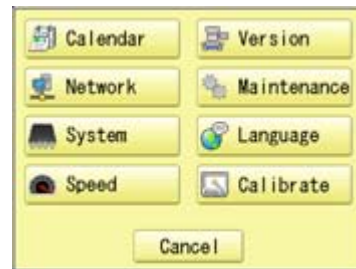 Calendar Version
Network Maintenance
System Language
Speed Calibrate
Cancel